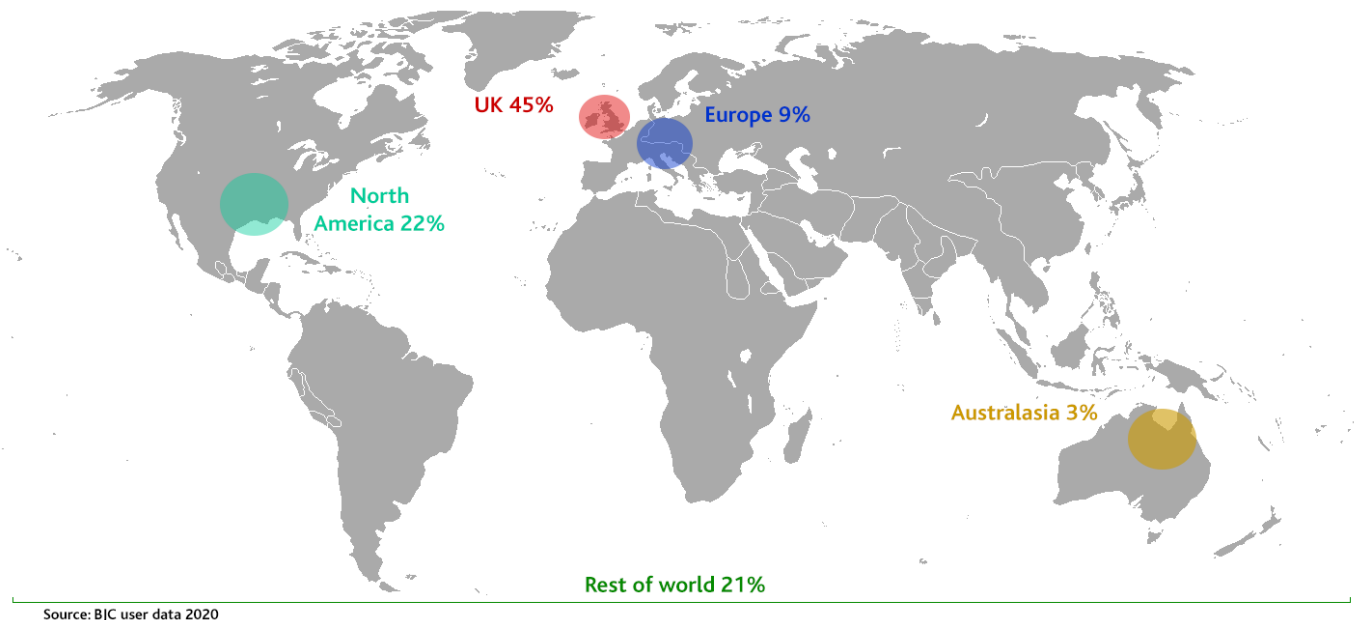 UK 45%
Europe 9%
North
America 22%
Australasia 3%
Rest of world 21%
Source: BJC user data 2020